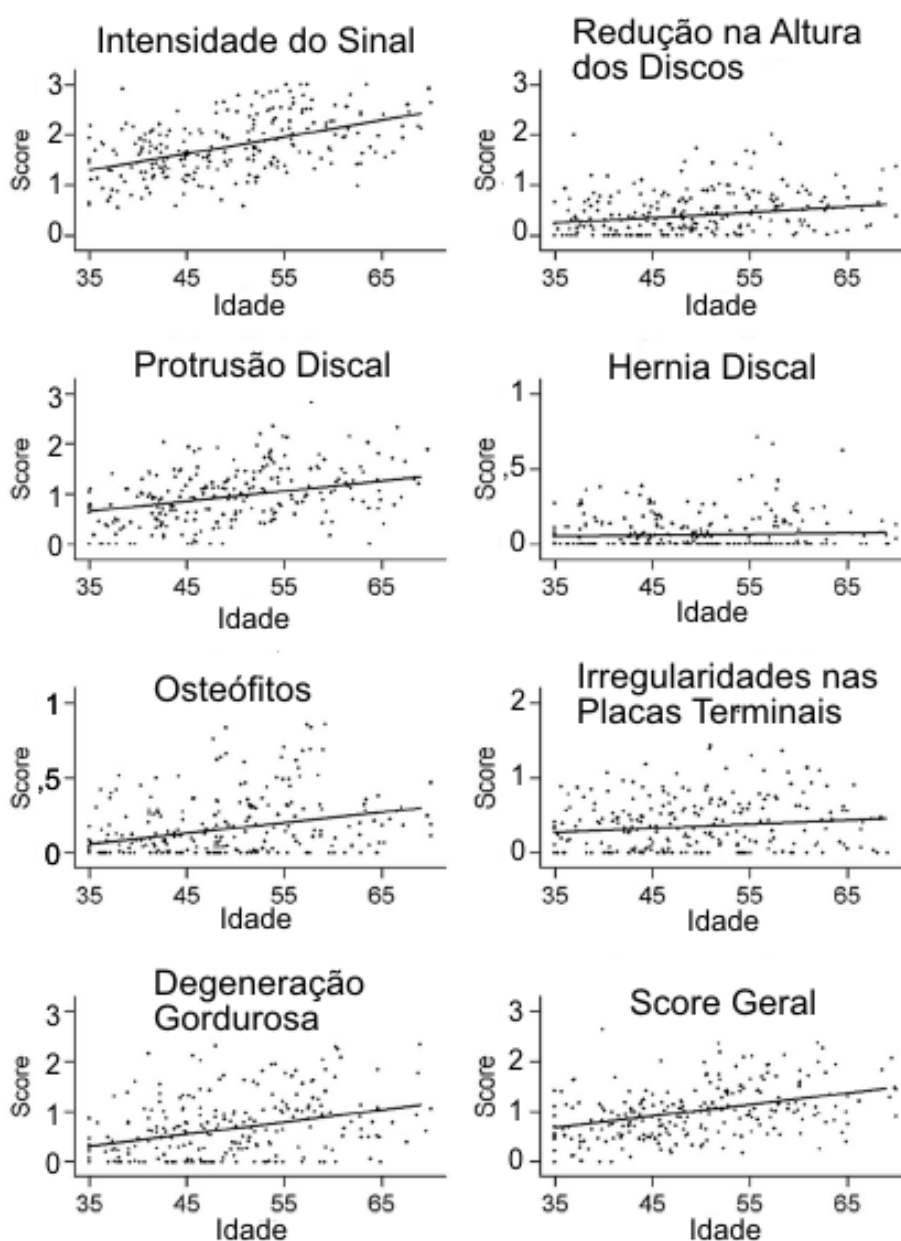 Intensidade do Sinal
Score
3
2
1
0
35 45 55 65
Idade
Redução na Altura
dos Discos
Score
3
2
1
0
35 45 55 65
Idade
Protrusão Discal
Score
3
2
1
0
35 45 55 65
Idade
Hernia Discal
Score
1
,5
0
35 45 55 65
Idade
Osteófitos
Score
1
,5
0
35 45 55 65
Idade
Irregularidades nas
Placas Terminais
Score
2
1
0
35 45 55 65
Idade
Degeneração
Gordurosa
Score
3
2
1
0
35 45 55 65
Idade
Score Geral
Score
3
2
1
0
35 45 55 65
Idade